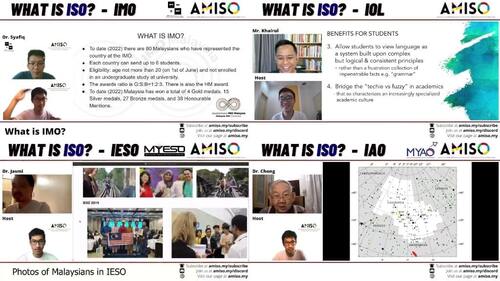 WHAT IS ISO? - IMO
AMISO
Dr. Syafiq
Host
WHAT IS IMO?
To date (2022) there are 80 Malaysians who have represented the country at the IMO.
Each country can send up to 6 students.
Eligibility: age not more than 20 (on 1st of June) and not enrolled in an undergraduate study at university.
The awards ratio is G:S:B=1:2:3. There is also the HM award.
To date (2022) Malaysia has won a total of 4 Gold medals, 15 Silver medals, 27 Bronze medals, and 38 Honourable Mentions.
What is IMO?
Subscribe at amiso.my/subscribe
Join us at amiso.my/discord
Visit our page at amiso.my
WHAT IS ISO? - IOL
AMISO
Mr. Khairul
Host
BENEFITS FOR STUDENTS
3. Allow students to view language as
a system built upon complex
but logical & consistent principles
- rather than a frustration collection of
unpredictable facts e.g. "grammar"
4. Bridge the "techie vs fuzzy" in academics
that so characterises an increasingly specialized
academic culture
Subscribe at amiso.my/subscribe
Join us at amiso.my/discord
Visit our page at amiso.my
WHAT IS ISO? - IESO
MYESO
AMISO
Dr. Jasmi
AMISO
Host
Photos of Malaysians in IESO
Subscribe at amiso.my/subscribe
Join us at amiso.my/discord
Visit our page at amiso.my
WHAT IS ISO? - IAO
MYAO
AMISO
Dr. Chong
Host
AMISO
Subscribe at amiso.my/subscribe
Join us at amiso.my/discord
Visit our page at amiso.my